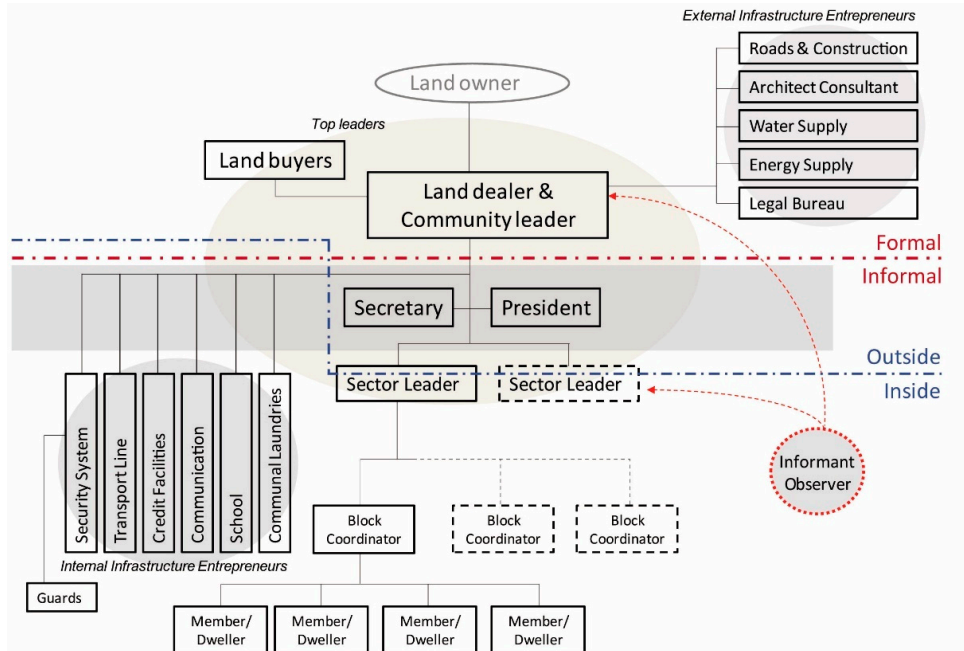 External Infrastructure Entrepreneurs
Roads & Construction
Architect Consultant
Water Supply
Energy Supply
Legal Bureau
Land owner
Top leaders
Land buyers
Land dealer &
Community leader
Formal
Informal
Secretary
President
Outside
Inside
Sector Leader
Sector Leader
Security System
Transport Line
Credit Facilities
Communication
School
Communal Laundries
Internal Infrastructure Entrepreneurs
Guards
Informant
Observer
Block
Coordinator
Block
Coordinator
Block
Coordinator
Member/
Dweller
Member/
Dweller
Member/
Dweller
Member/
Dweller